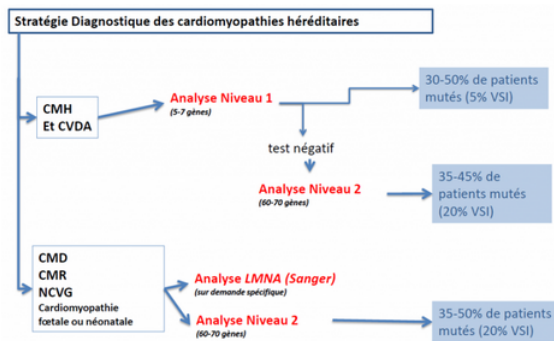 Stratégie Diagnostique des cardiomyopathies héréditaires
CMH
Et CVDA
Analyse Niveau 1
(5-7 gènes)
30-50% de patients
mutés (5% VSI)
test négatif
Analyse Niveau 2
(60-70 gènes)
35-45% de
patients mutés
(20% VSI)
CMD
CMR
NCVG
Cardiomyopathie
fœtale ou néonatale
Analyse LMNA (Sanger)
(sur demande spécifique)
Analyse Niveau 2
(60-70 gènes)
35-50% de patients
mutés (20% VSI)